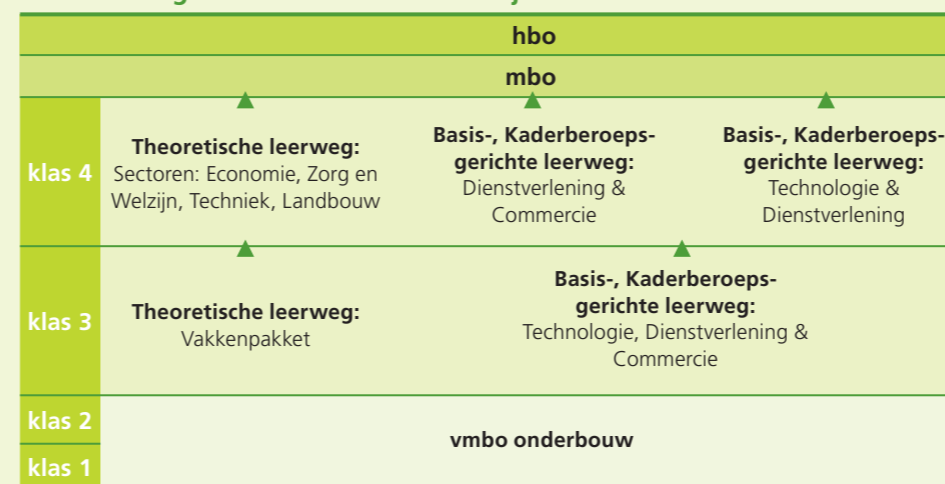 hbo
mbo
klas 4
Theoretische leerweg:
Sectoren: Economie, Zorg en
Welzijn, Techniek, Landbouw
Basis-, Kaderberoeps-
gerichte leerweg:
Dienstverlening &
Commercie
Basis-, Kaderberoeps-
gerichte leerweg:
Technologie &
Dienstverlening
klas 3
Theoretische leerweg:
Vakkenpakket
Basis-, Kaderberoeps-
gerichte leerweg:
Technologie, Dienstverlening &
Commercie
klas 2
klas 1
vmbo onderbouw